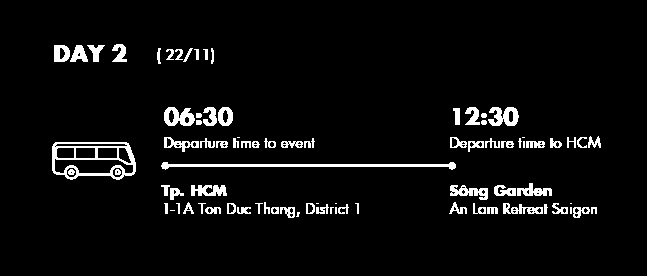 DAY 2 ( 22/11)
06:30 12:30
Departure time to event Departure time to HCM
Tp. HCM Sông Garden
1-1A Ton Duc Thang, District 1 An Lam Retreat Saigon